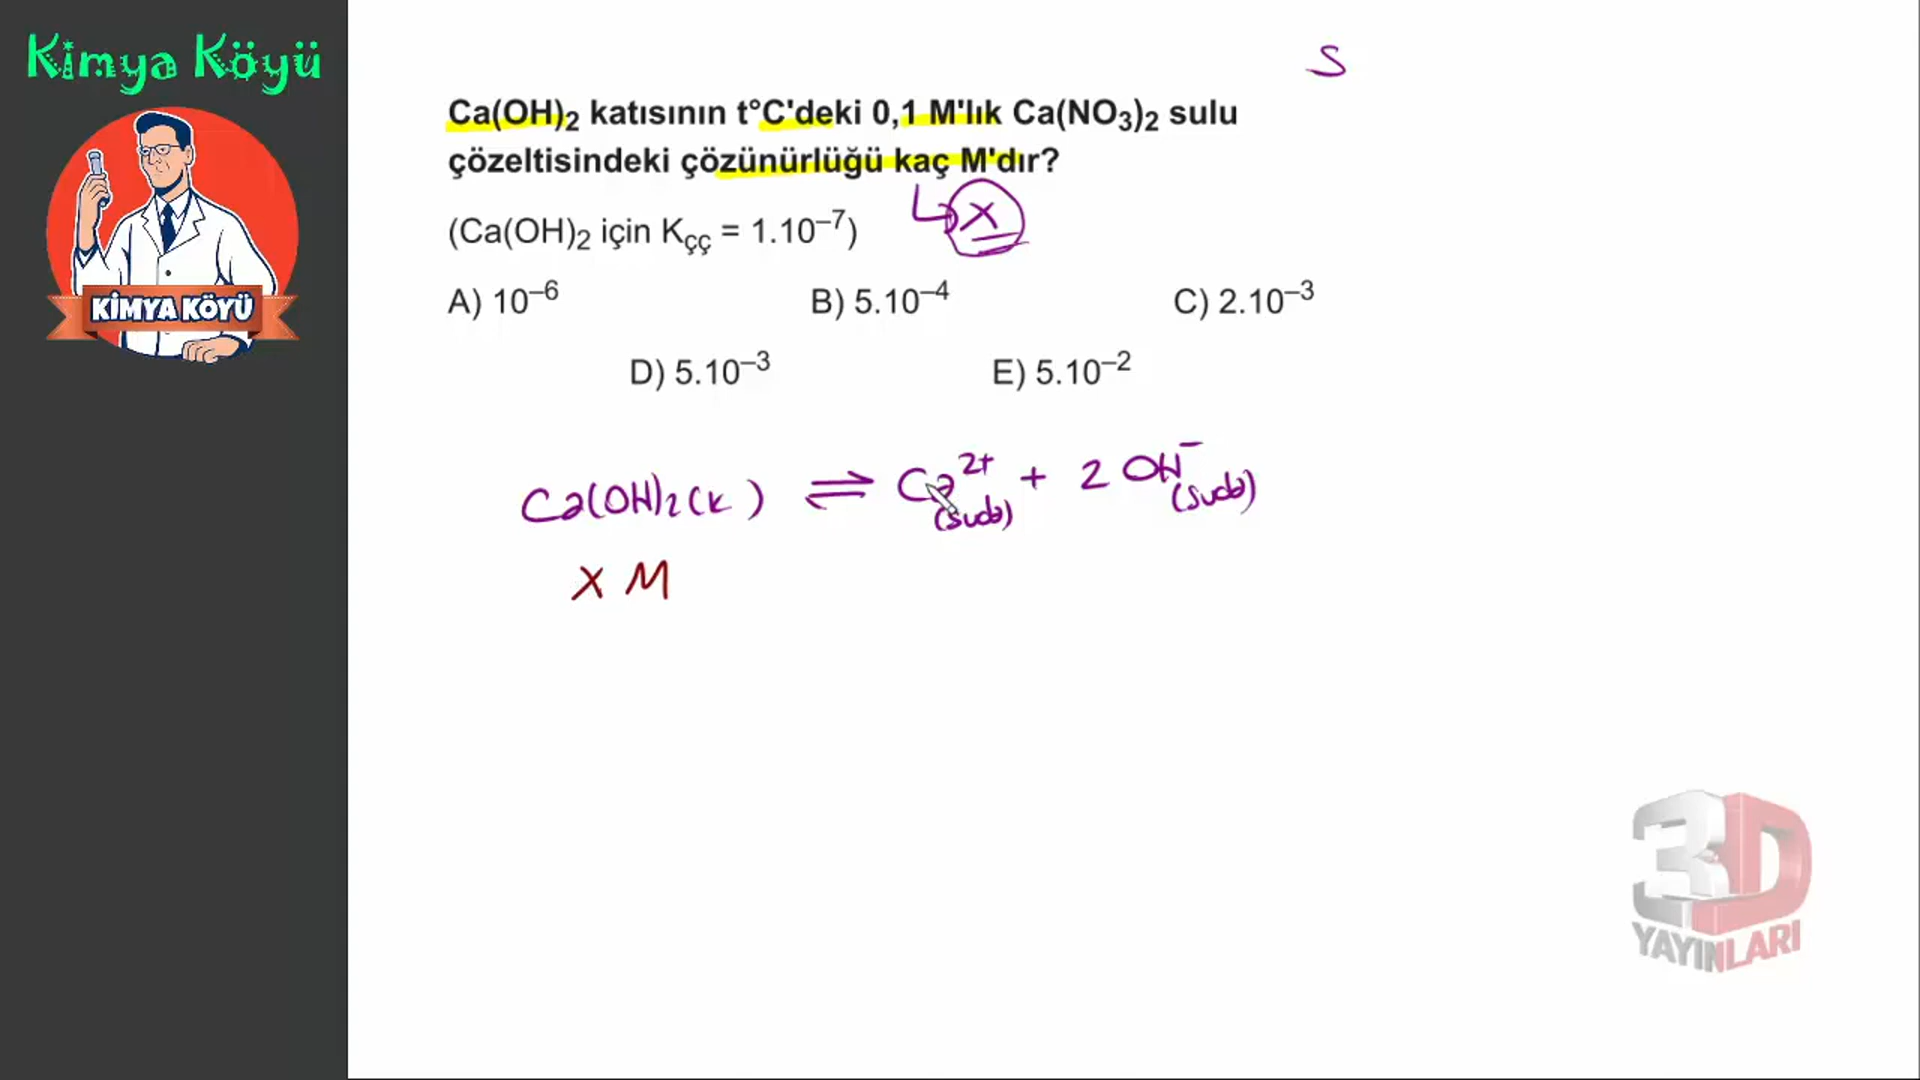 Kimya Köyü
KİMYA KÖYÜ
S
Ca(OH)₂ katısının t°C'deki 0,1 M'lık Ca(NO₃)₂ sulu
çözeltisindeki çözünürlüğü kaç M'dır?
x
(Ca(OH)₂ için Kçç = 1.10⁻⁷)
A) 10⁻⁶ B) 5.10⁻⁴ C) 2.10⁻³
D) 5.10⁻³ E) 5.10⁻²
Ca(OH)₂(k) ⇌ Ca²⁺(suda) + 2 OH⁻(suda)
X M
3D
YAYINLARI